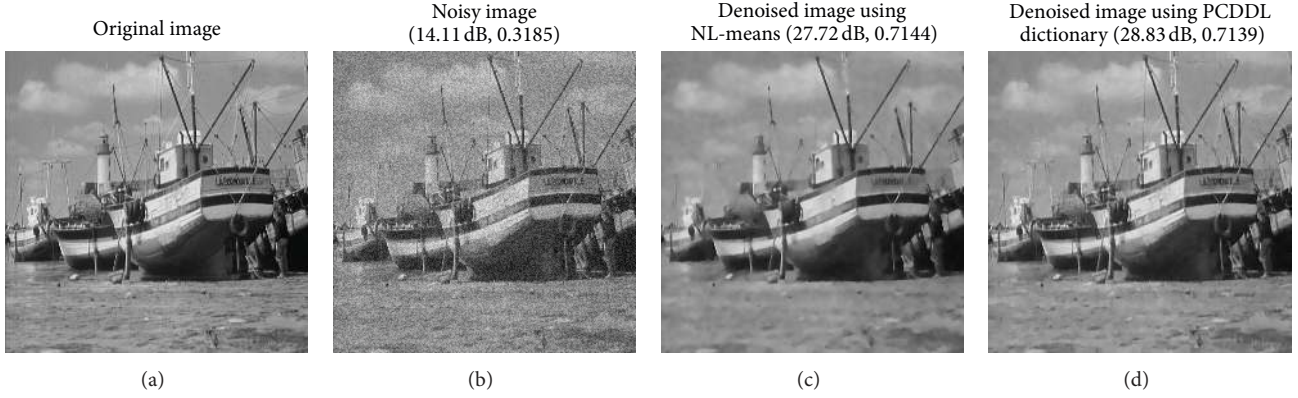 Original image
Noisy image
(14.11 dB, 0.3185)
Denoised image using
NL-means (27.72 dB, 0.7144)
Denoised image using PCDDL
dictionary (28.83 dB, 0.7139)
(a)
(b)
(c)
(d)